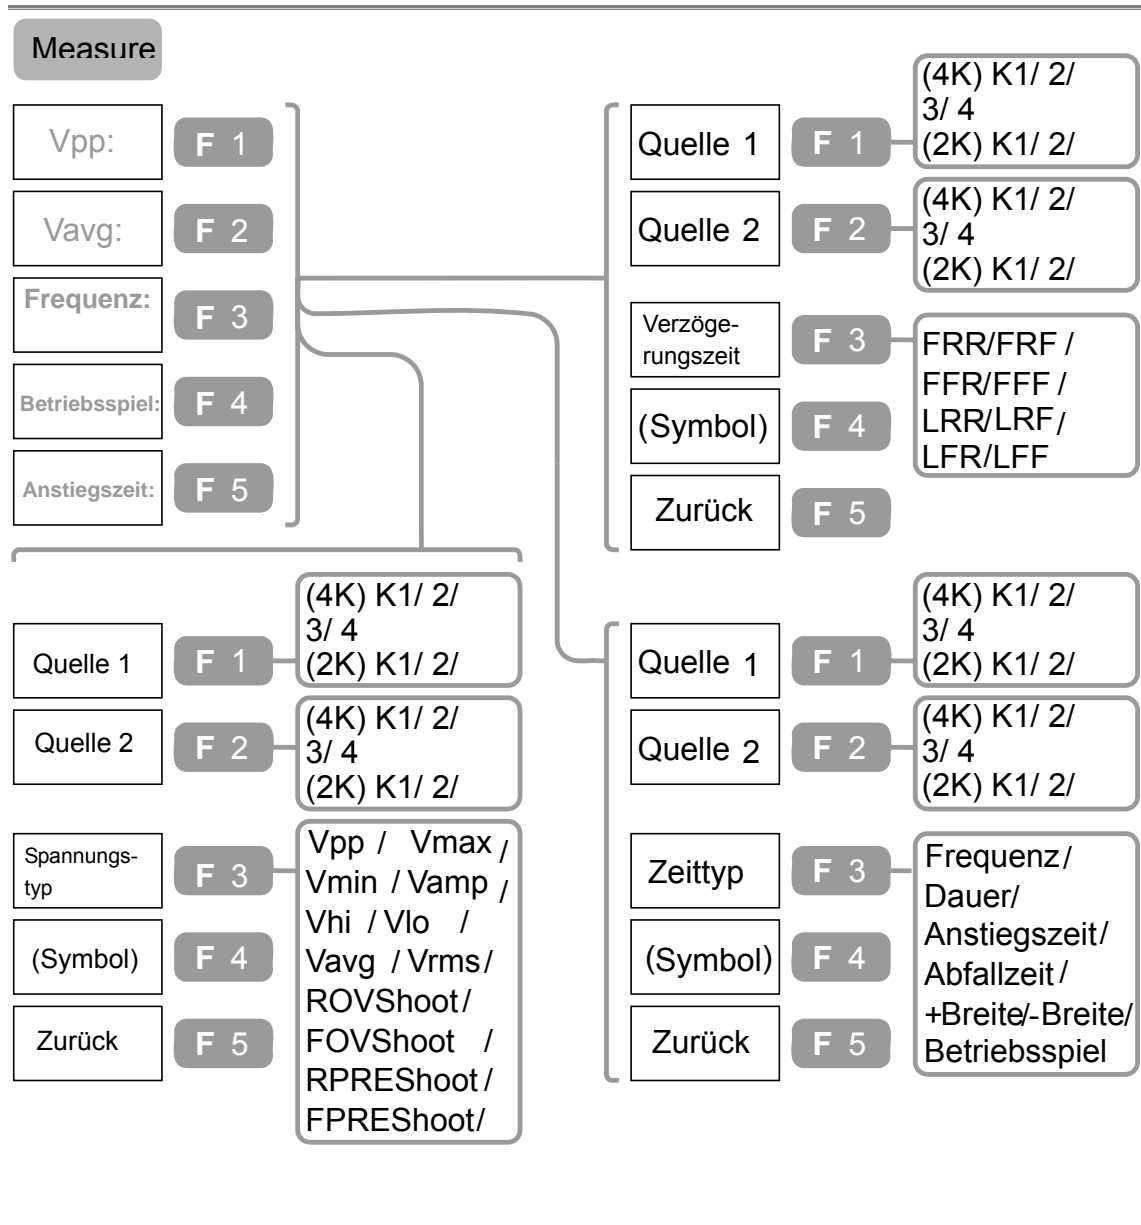 Measure
Vpp:
F 1
Vavg:
F 2
Frequenz:
F 3
Betriebsspiel:
F 4
Anstiegszeit:
F 5
Quelle 1
F 1
(4K) K1/ 2/
3/ 4
(2K) K1/ 2/
Quelle 2
F 2
(4K) K1/ 2/
3/ 4
(2K) K1/ 2/
Verzöge-
rungszeit
F 3
FRR/FRF /
FFR/FFF /
LRR/LRF/
LFR/LFF
(Symbol)
F 4
Zurück
F 5
Quelle 1
F 1
(4K) K1/ 2/
3/ 4
(2K) K1/ 2/
Quelle 2
F 2
(4K) K1/ 2/
3/ 4
(2K) K1/ 2/
Spannungs-
typ
F 3
Vpp / Vmax /
Vmin / Vamp /
Vhi / Vlo /
Vavg / Vrms/
ROVShoot/
FOVShoot /
RPREShoot/
FPREShoot/
(Symbol)
F 4
Zurück
F 5
Quelle 1
F 1
(4K) K1/ 2/
3/ 4
(2K) K1/ 2/
Quelle 2
F 2
(4K) K1/ 2/
3/ 4
(2K) K1/ 2/
Zeittyp
F 3
Frequenz/
Dauer/
Anstiegszeit/
Abfallzeit /
+Breite/-Breite/
Betriebsspiel
(Symbol)
F 4
Zurück
F 5